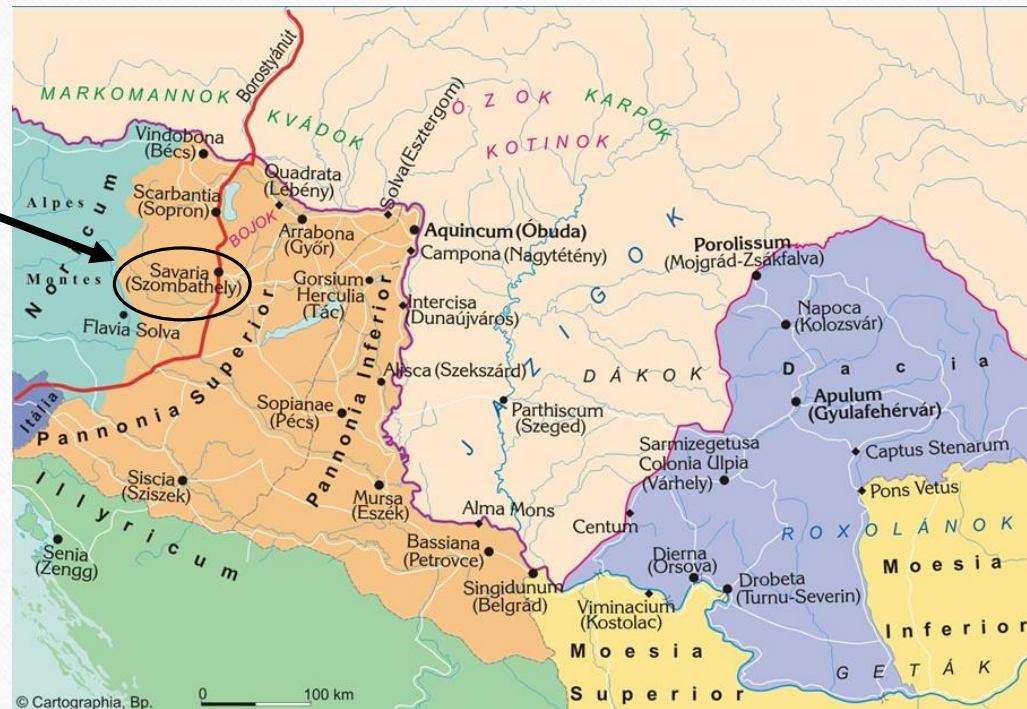 Borostyánút
MARKOMANNOK
KVÁDOK
ÓZOK
KARPOK
KOTINOK
Vindobona
(Bécs)
Quadrata
(Lébény)
Solva (Esztergom)
Alpes
Montes
Noricum
Scarbantia
(Sopron)
BOJOK
Arrabona
(Győr)
Aquincum (Óbuda)
Campona (Nagytétény)
Savaria
(Szombathely)
Gorsium
Herculia
(Tác)
Intercisa
(Dunaújváros)
Flavia Solva
JAZIGOK
Porolissum
(Mojgrád-Zsákfalva)
Napoca
(Kolozsvár)
Dacia
DÁKOK
Alisca (Szekszárd)
Apulum
(Gyulafehérvár)
Itália
Pannonia Superior
Pannonia Inferior
Sopianae
(Pécs)
Parthiscum
(Szeged)
Sarmizegetusa
Colonia Ulpia
(Várhely)
Captus Stenarum
Pons Vetus
Illyricum
Siscia
(Sziszek)
Mursa
(Eszék)
Alma Mons
Centum
ROXOLÁNOK
Senia
(Zengg)
Bassiana
(Petrovce)
Singidunum
(Belgrád)
Dierna
(Orsova)
Drobeta
(Turnu-Severin)
Viminacium
(Kostolac)
Moesia
Inferior
Moesia
Superior
GETÁK
© Cartographia, Bp.
0 100 km